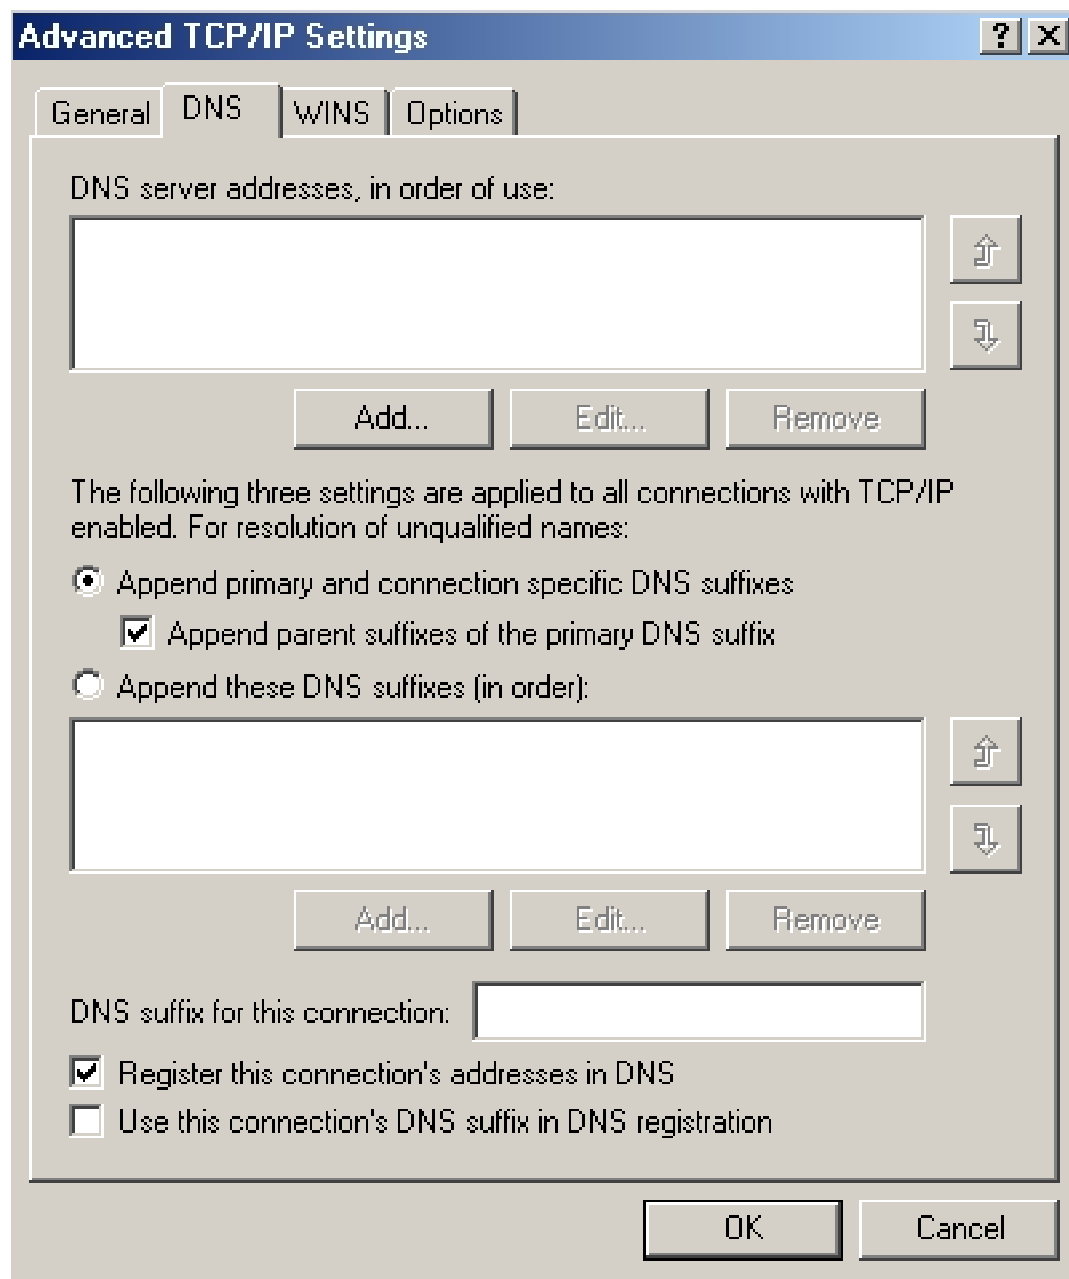 Advanced TCP/IP Settings
General DNS WINS Options
DNS server addresses, in order of use:
Add... Edit... Remove
The following three settings are applied to all connections with TCP/IP
enabled. For resolution of unqualified names:
Append primary and connection specific DNS suffixes
Append parent suffixes of the primary DNS suffix
Append these DNS suffixes (in order):
Add... Edit... Remove
DNS suffix for this connection:
Register this connection's addresses in DNS
Use this connection's DNS suffix in DNS registration
OK Cancel